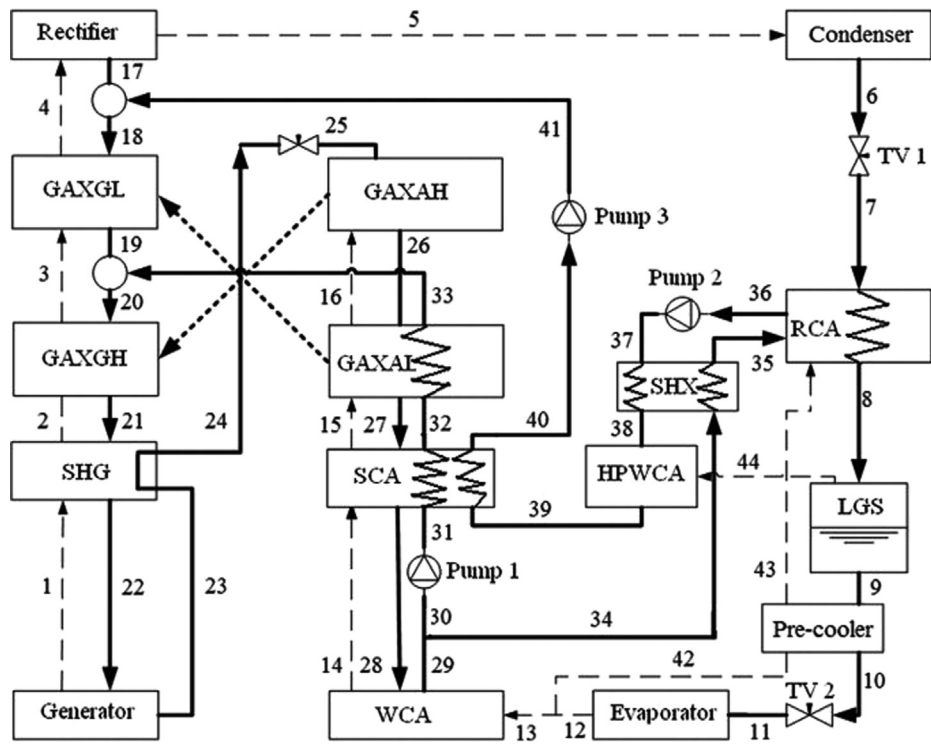 5
Rectifier
Condenser
17
4
6
18
25
41
TV 1
GAXGL
GAXAH
Pump 3
7
19
26
3
16
33
Pump 2
36
20
RCA
37
35
GAXGH
GAXAL
SHX
2
21
24
15
27
32
40
38
8
SHG
SCA
HPWCA
44
LGS
39
31
1
22
23
Pump 1
43
9
30
34
Pre-cooler
14
28
29
42
10
TV 2
Generator
WCA
13
12
Evaporator
11